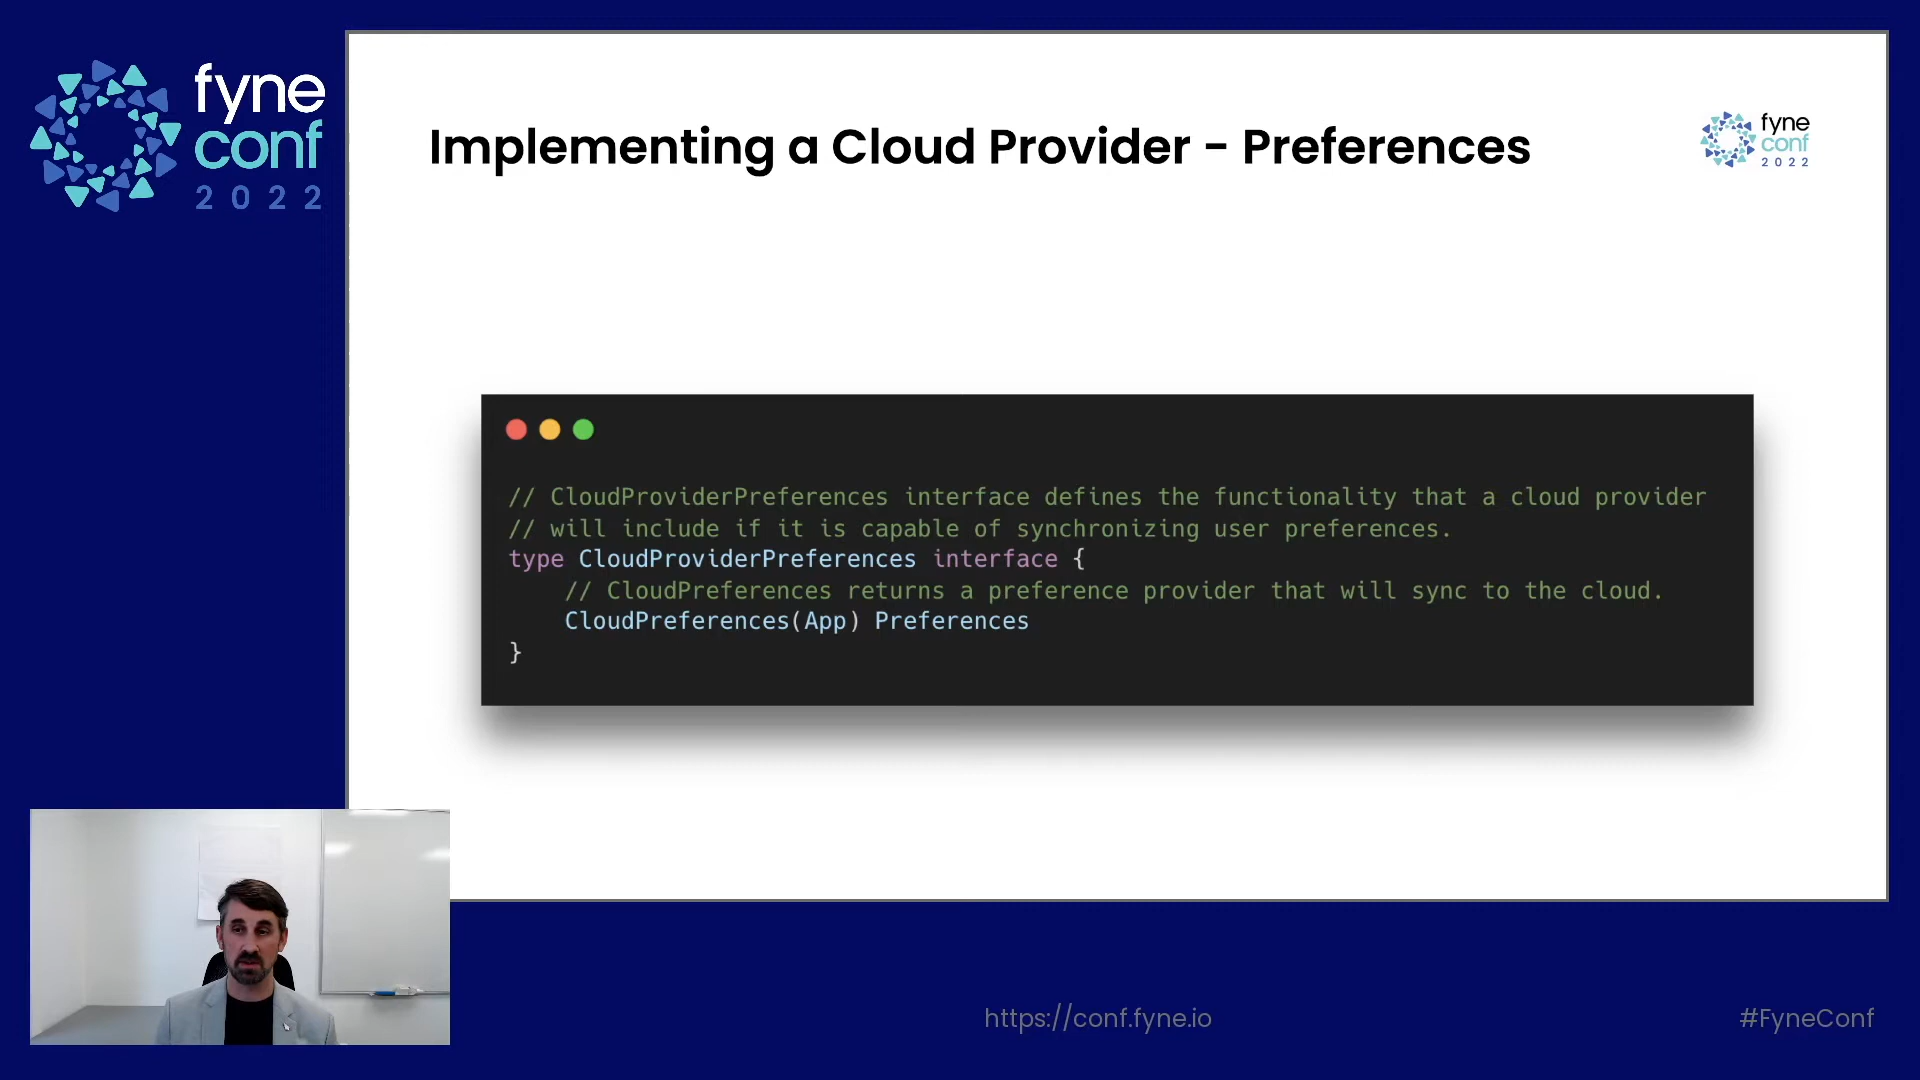 fyne
conf
2022
Implementing a Cloud Provider - Preferences
fyne
conf
2022
// CloudProviderPreferences interface defines the functionality that a cloud provider
// will include if it is capable of synchronizing user preferences.
type CloudProviderPreferences interface {
    // CloudPreferences returns a preference provider that will sync to the cloud.
    CloudPreferences(App) Preferences
}
https://conf.fyne.io
#FyneConf